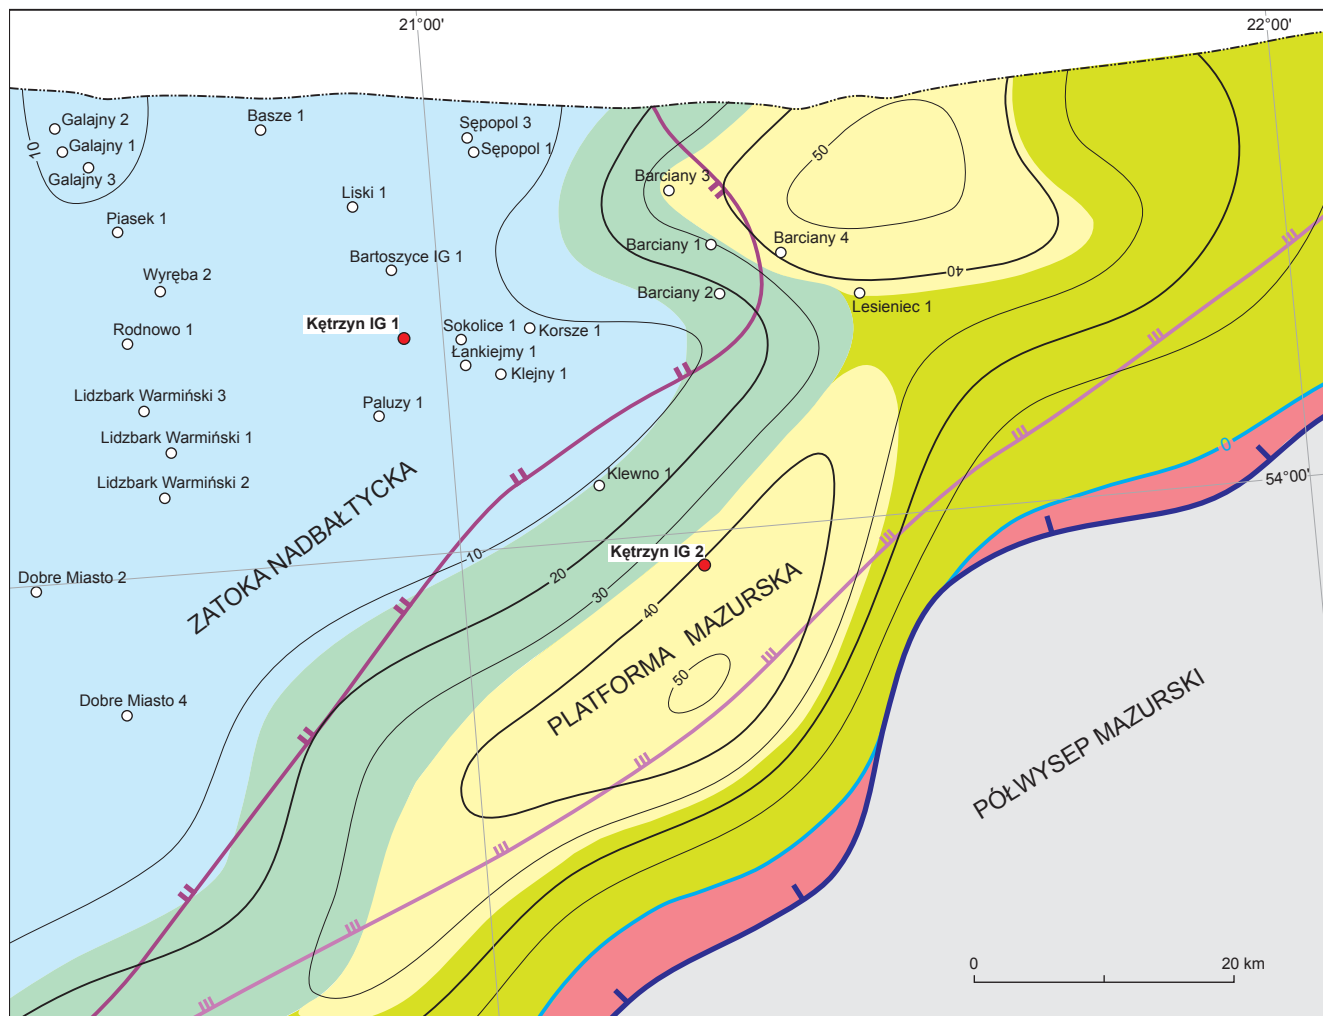 21°00'
22°00'
Galajny 2
Basze 1
Sępopol 3
Galajny 1
10
Sępopol 1
50
Galajny 3
Barciany 3
Liski 1
Piasek 1
Barciany 1
Barciany 4
Bartoszyce IG 1
Wyręba 2
40
Barciany 2
Lesieniec 1
Kętrzyn IG 1
Sokolice 1
Korsze 1
Rodnowo 1
Łankiejmy 1
Klejny 1
Lidzbark Warmiński 3
Paluzy 1
Lidzbark Warmiński 1
0
Klewno 1
54°00'
Lidzbark Warmiński 2
ZATOKA NADBAŁTYCKA
10
Kętrzyn IG 2
Dobre Miasto 2
20
30
40
PLATFORMA MAZURSKA
50
Dobre Miasto 4
PÓŁWYSEP MAZURSKI
0
20 km